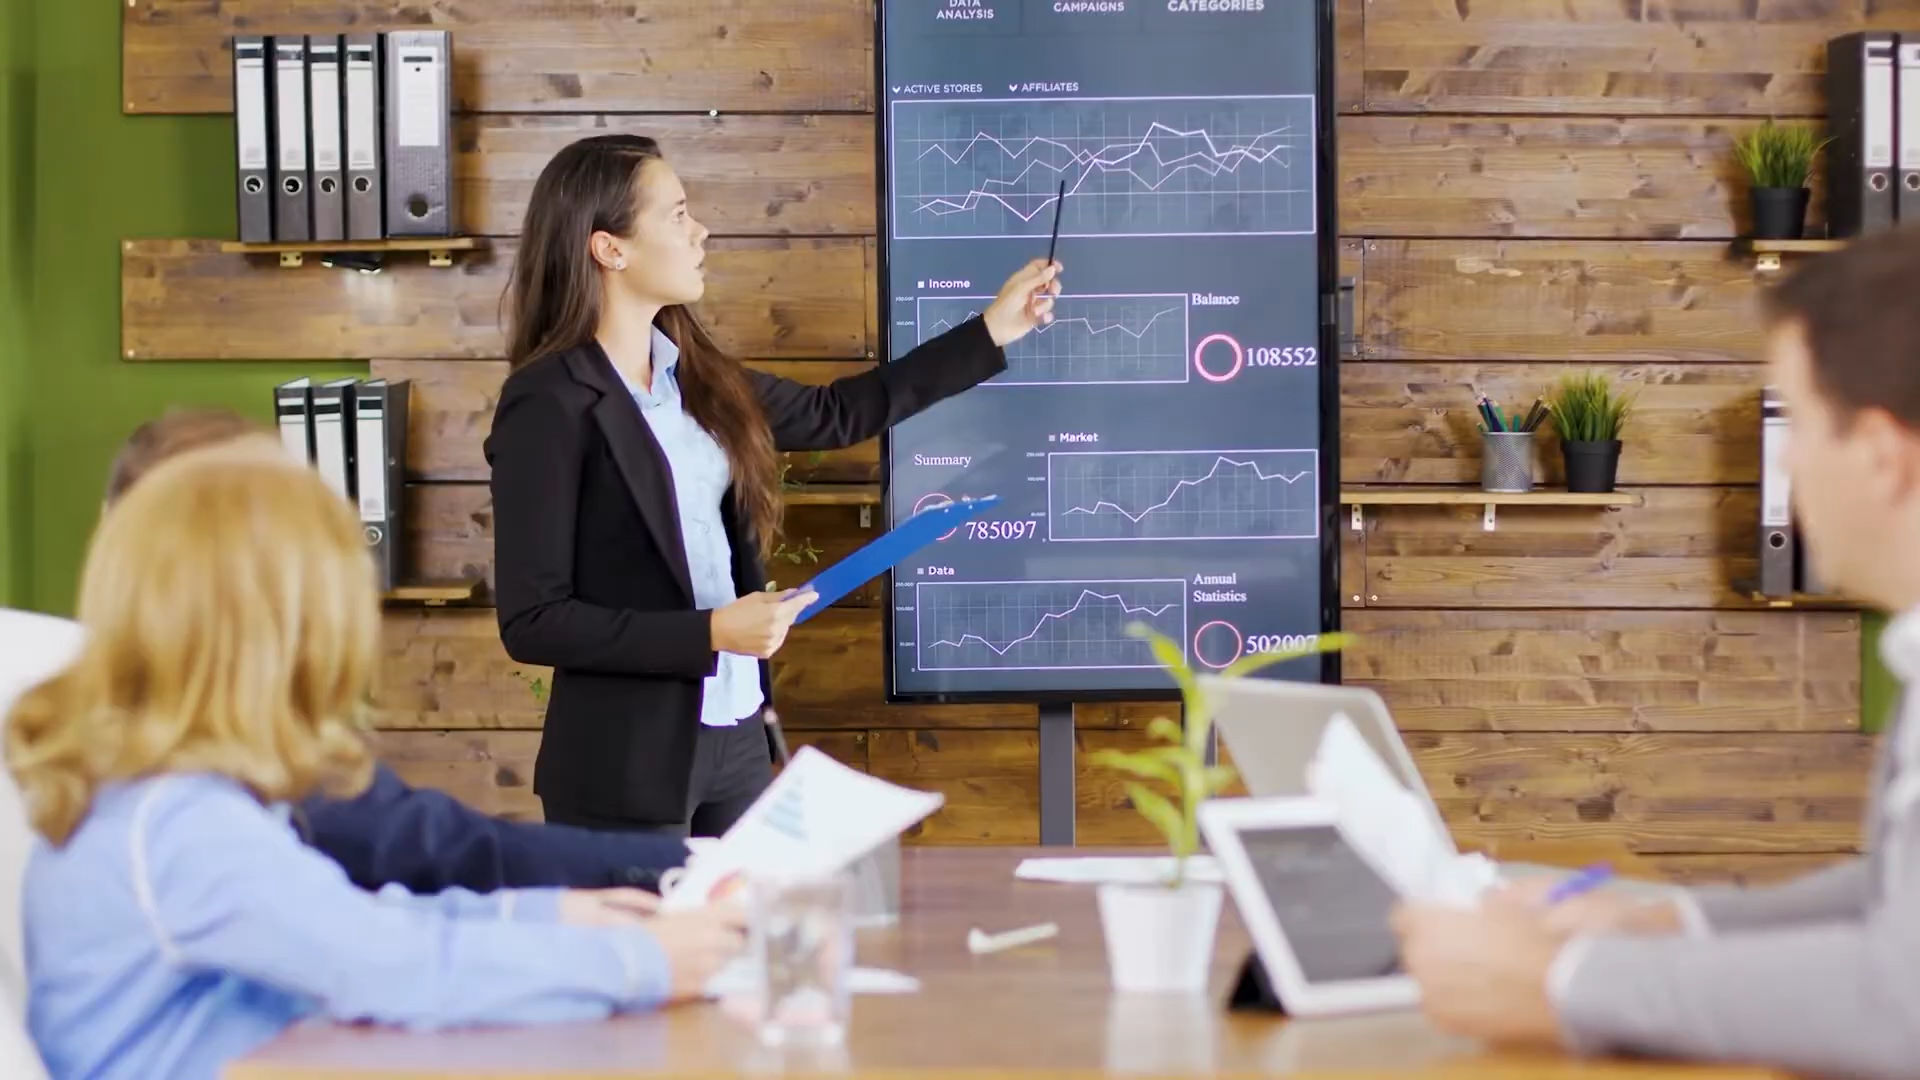 DATA
ANALYSIS
CAMPAIGNS
CATEGORIES
ACTIVE STORES
AFFILIATES
Income
Balance
108552
Market
Summary
785097
Data
Annual
Statistics
502007